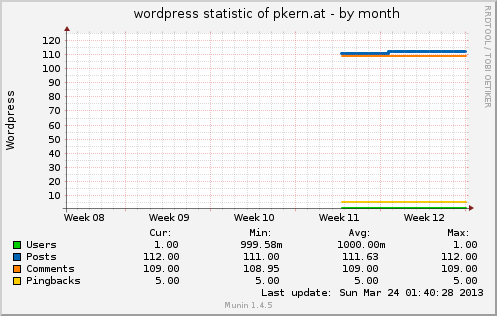 wordpress statistic of pkern.at - by month
RRDTOOL / TOBI OETIKER
Wordpress
120
110
100
90
80
70
60
50
40
30
20
10
Week 08 Week 09 Week 10 Week 11 Week 12
Cur: Min: Avg: Max:
Users 1.00 999.58m 1000.00m 1.00
Posts 112.00 111.00 111.63 112.00
Comments 109.00 108.95 109.00 109.00
Pingbacks 5.00 5.00 5.00 5.00
Last update: Sun Mar 24 01:40:28 2013
Munin 1.4.5